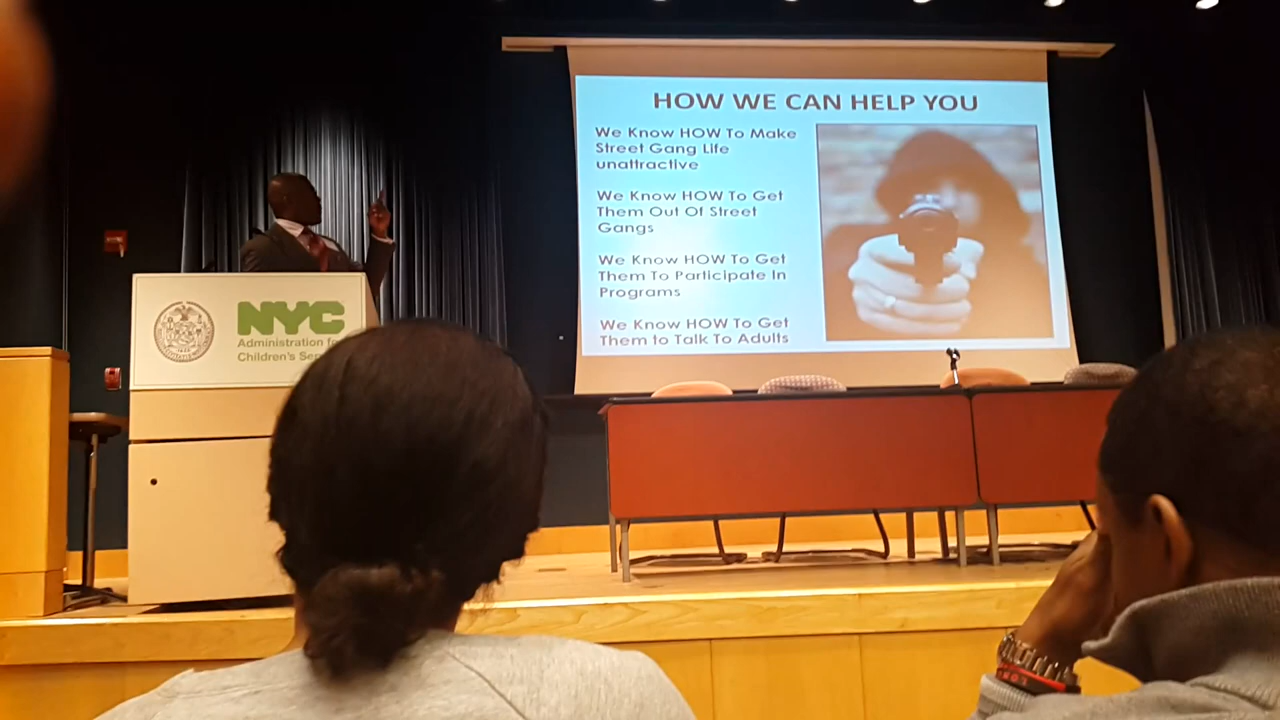 HOW WE CAN HELP YOU
We Know HOW To Make
Street Gang Life
unattractive
We Know HOW To Get
Them Out Of Street
Gangs
We Know HOW To Get
Them To Participate In
Programs
We Know HOW To Get
Them to Talk To Adults
NYC
Administration fo
Children's Ser